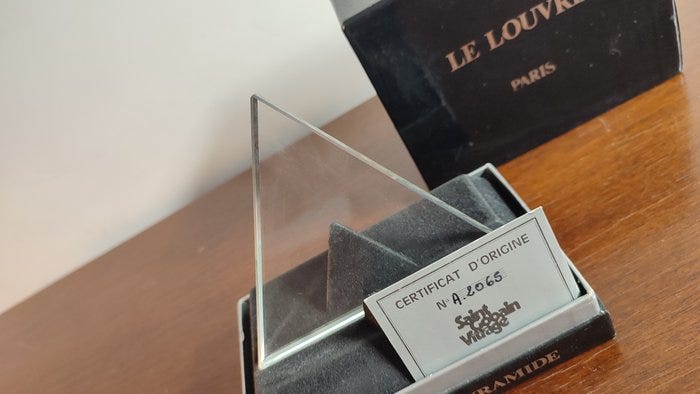 LE LOUVRE
PARIS
CERTIFICAT D'ORIGINE
N° A.2065
Saint
Gobain
Vitrage
RAMIDE